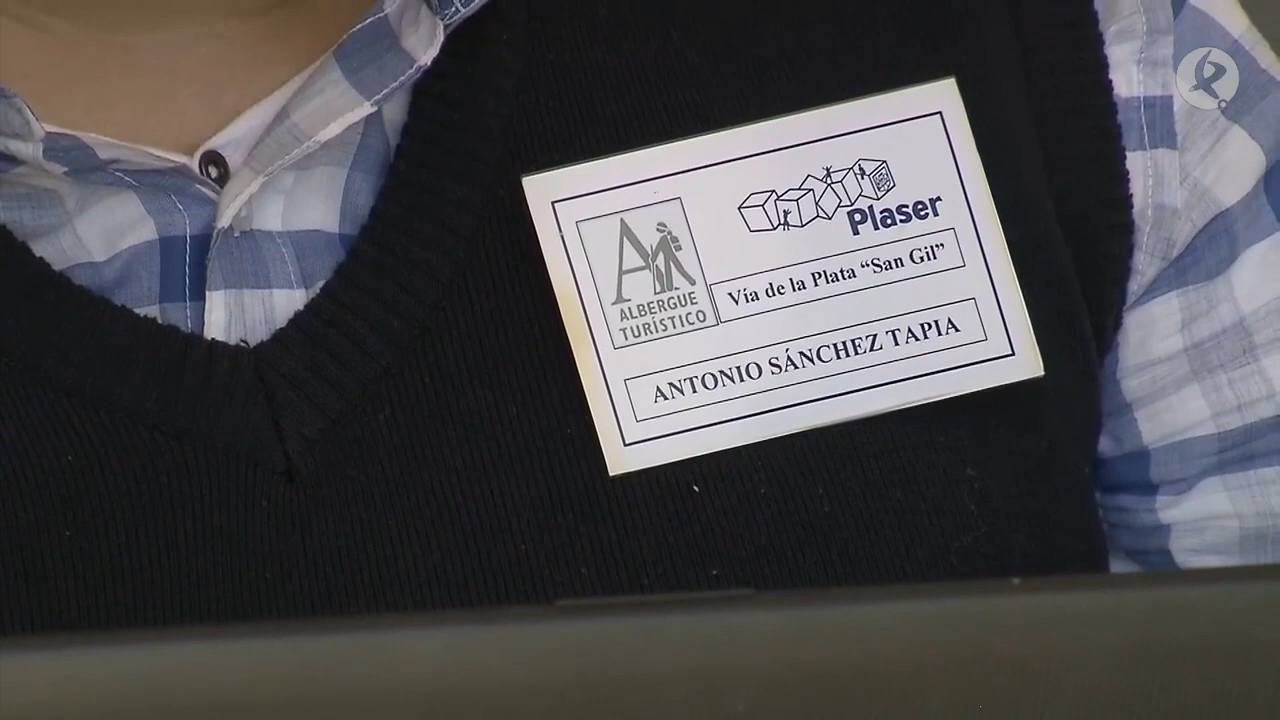 Plaser
ALBERGUE
TURÍSTICO
Vía de la Plata “San Gil”
ANTONIO SÁNCHEZ TAPIA